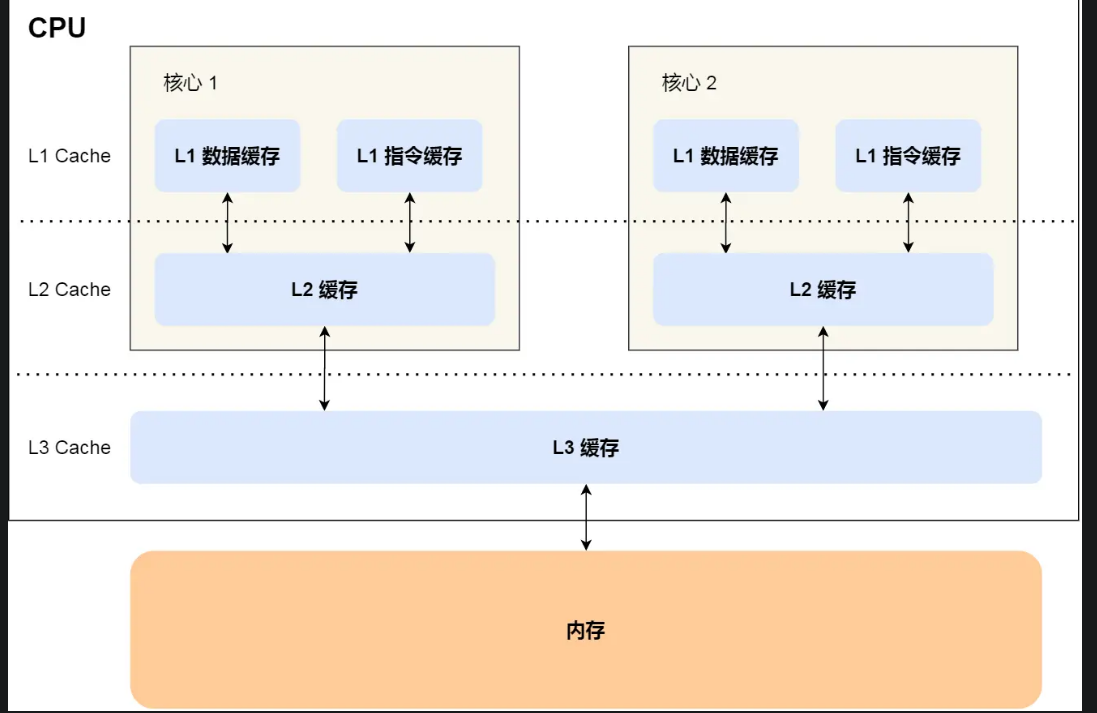 CPU
核心 1
核心 2
L1 Cache
L1 数据缓存
L1 指令缓存
L1 数据缓存
L1 指令缓存
L2 Cache
L2 缓存
L2 缓存
L3 Cache
L3 缓存
内存